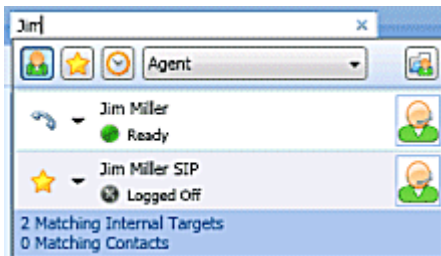 Jim
Agent
Jim Miller
Ready
Jim Miller SIP
Logged Off
2 Matching Internal Targets
0 Matching Contacts